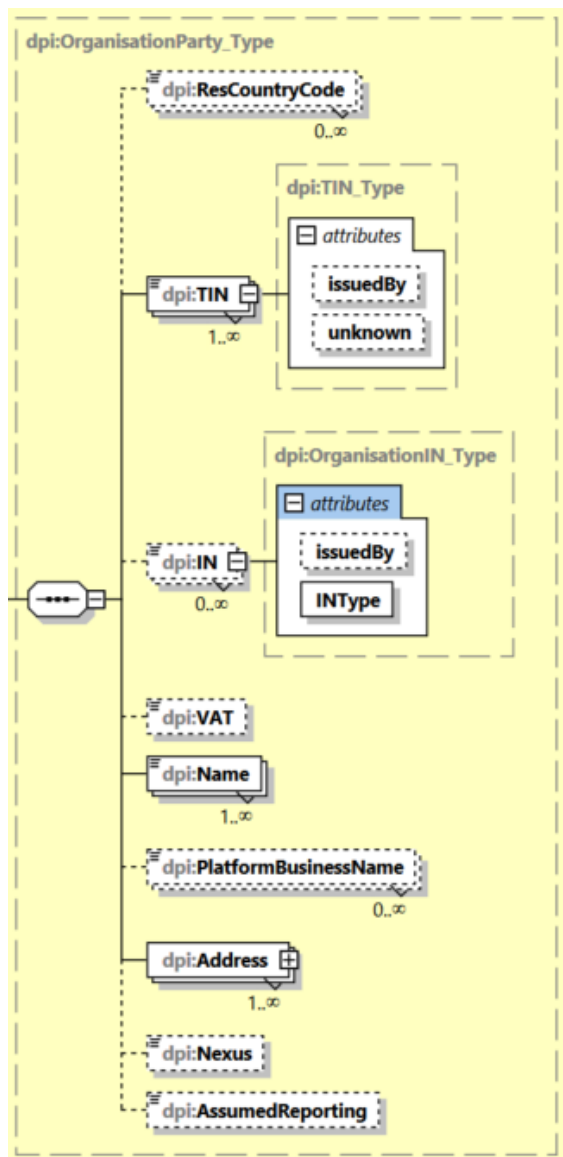 dpi:OrganisationParty_Type
dpi:ResCountryCode
0..∞
dpi:TIN_Type
attributes
issuedBy
dpi:TIN
unknown
1..∞
dpi:OrganisationIN_Type
attributes
issuedBy
dpi:IN
INType
0..∞
dpi:VAT
dpi:Name
1..∞
dpi:PlatformBusinessName
0..∞
dpi:Address
1..∞
dpi:Nexus
dpi:AssumedReporting